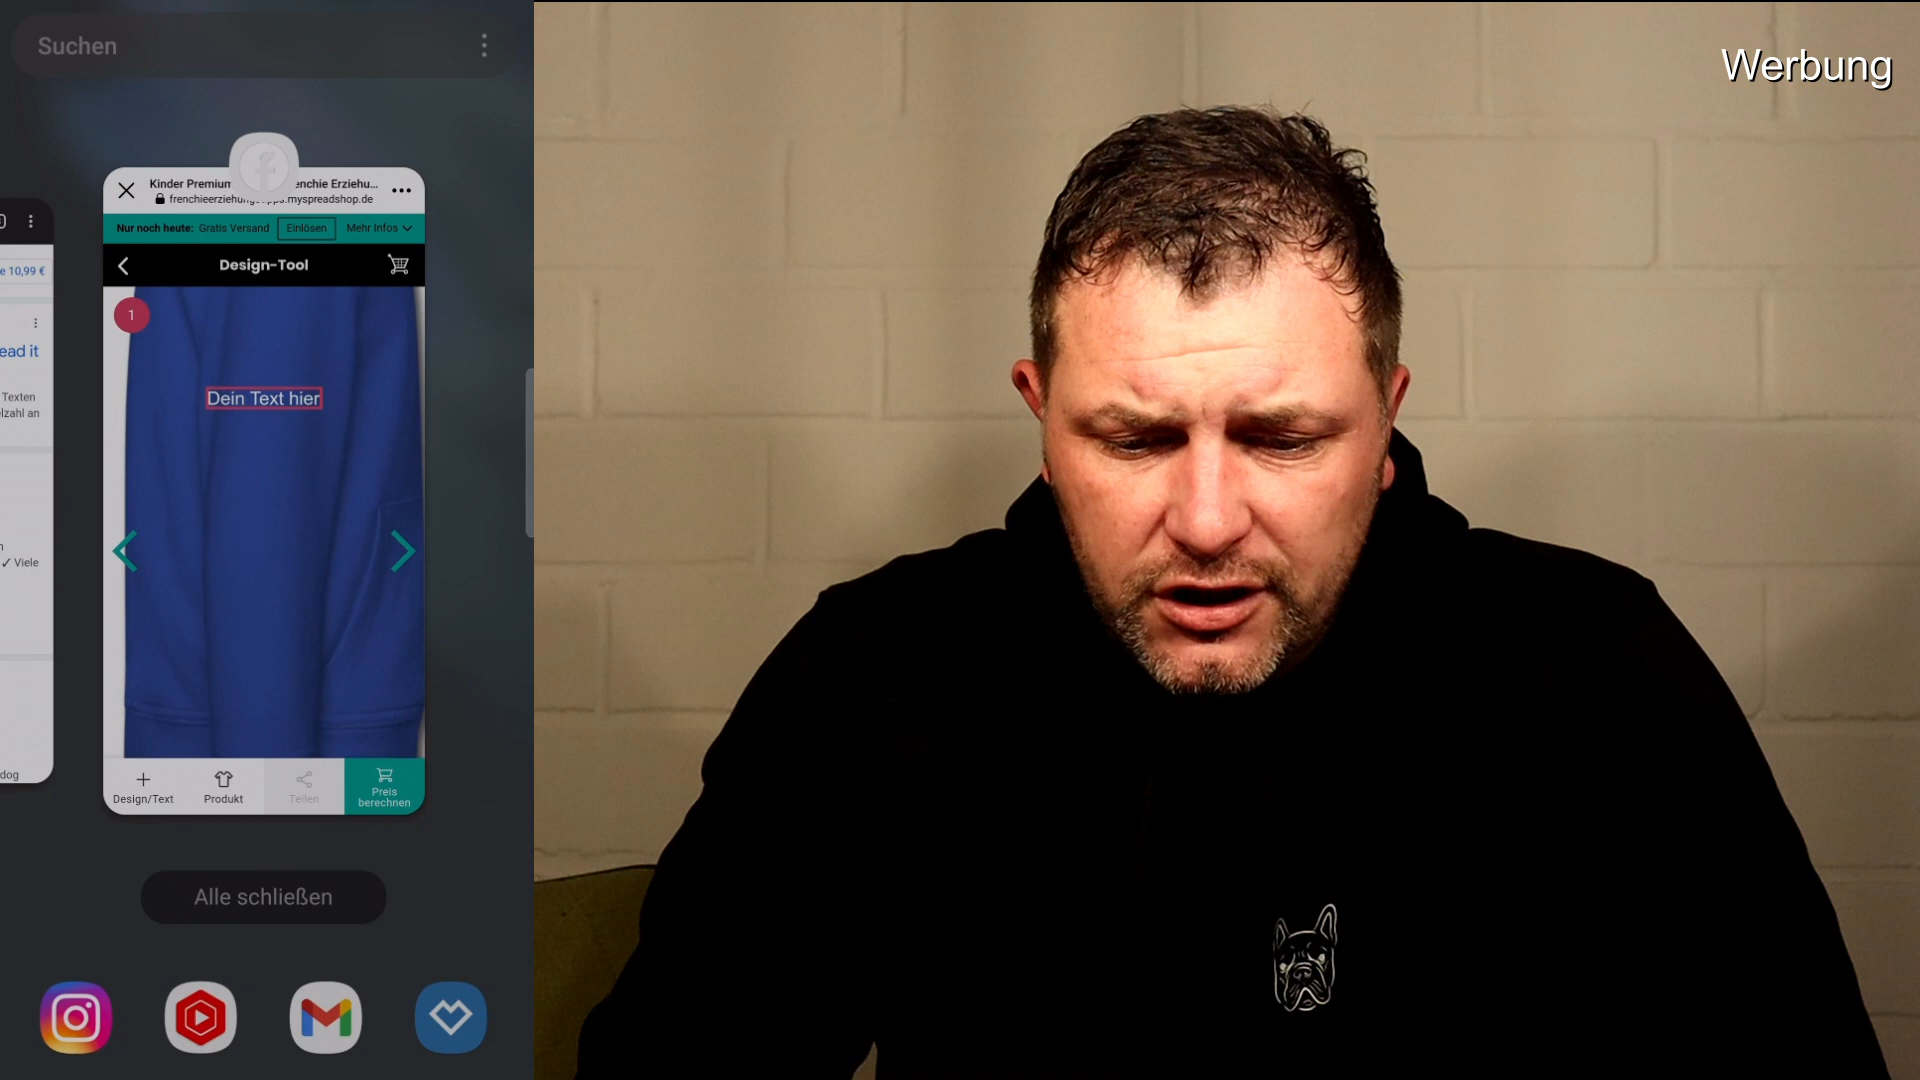 Suchen
Werbung
Kinder Premium
enchie Erziehu...
myspreadshop.de
Nur noch heute: Gratis Versand Einlösen Mehr Infos
Design-Tool
1
Dein Text hier
e 10,99 €
ead it
Texten
lzahl an
n
✓ Viele
dog
Design/Text
Produkt
Teilen
Preis
berechnen
Alle schließen